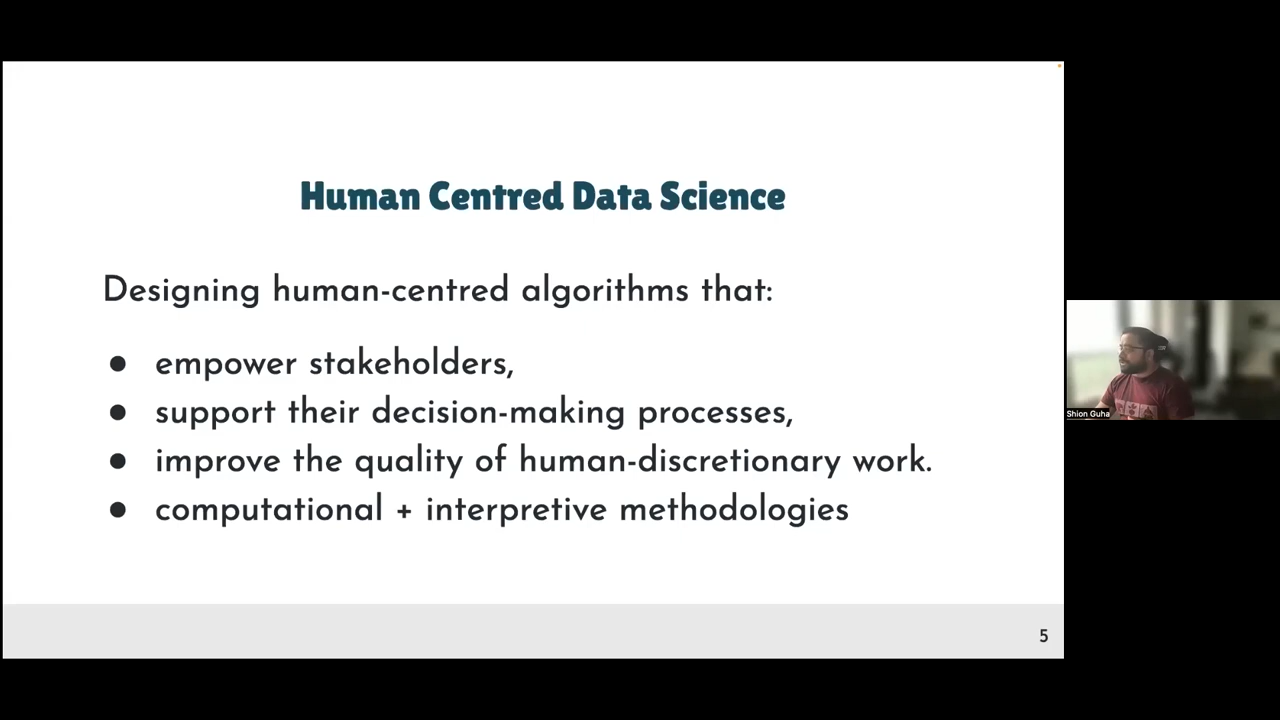 Human Centred Data Science
Designing human-centred algorithms that:
● empower stakeholders,
● support their decision-making processes,
● improve the quality of human-discretionary work.
● computational + interpretive methodologies
Shion Guha
5